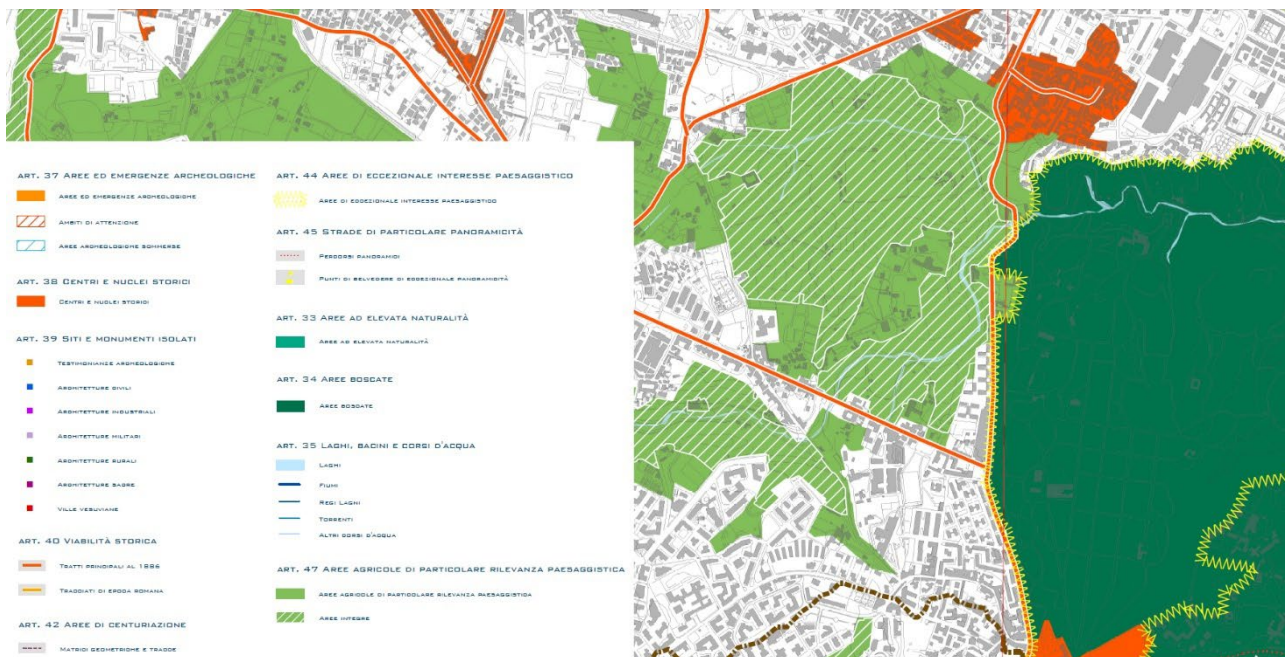 ART. 37 AREE ED EMERGENZE ARCHEOLOGICHE
AREE ED EMERGENZE ARCHEOLOGICHE
AMBITI DI ATTENZIONE
AREE ARCHEOLOGICHE SOMMERSE
ART. 38 CENTRI E NUCLEI STORICI
CENTRI E NUCLEI STORICI
ART. 39 SITI E MONUMENTI ISOLATI
TESTIMONIANZE ARCHEOLOGICHE
ARCHITETTURE CIVILI
ARCHITETTURE INDUSTRIALI
ARCHITETTURE MILITARI
ARCHITETTURE RURALI
ARCHITETTURE SACRE
VILLE VESUVIANE
ART. 40 VIABILITÀ STORICA
TRATTI PRINCIPALI AL 1886
TRACCIATI DI EPOCA ROMANA
ART. 42 AREE DI CENTURIAZIONE
MATRICI GEOMETRICHE E TRACCE
ART. 44 AREE DI ECCEZIONALE INTERESSE PAESAGGISTICO
AREE DI ECCEZIONALE INTERESSE PAESAGGISTICO
ART. 45 STRADE DI PARTICOLARE PANORAMICITÀ
PERCORSI PANORAMICI
PUNTI DI BELVEDERE DI ECCEZIONALE PANORAMICITÀ
ART. 33 AREE AD ELEVATA NATURALITÀ
AREE AD ELEVATA NATURALITÀ
ART. 34 AREE BOSCATE
AREE BOSCATE
ART. 35 LAGHI, BACINI E CORSI D'ACQUA
LAGHI
FIUMI
REGI LAGNI
TORRENTI
ALTRI CORSI D'ACQUA
ART. 47 AREE AGRICOLE DI PARTICOLARE RILEVANZA PAESAGGISTICA
AREE AGRICOLE DI PARTICOLARE RILEVANZA PAESAGGISTICA
AREE INTEGRE